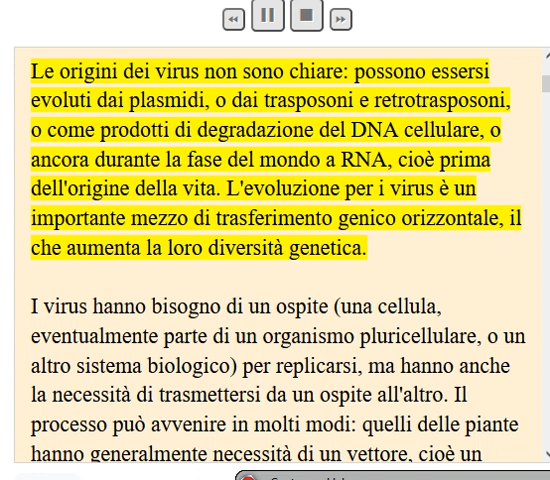 Le origini dei virus non sono chiare: possono essersi
evoluti dai plasmidi, o dai trasposoni e retrotrasposoni,
o come prodotti di degradazione del DNA cellulare, o
ancora durante la fase del mondo a RNA, cioè prima
dell'origine della vita. L'evoluzione per i virus è un
importante mezzo di trasferimento genico orizzontale, il
che aumenta la loro diversità genetica.
I virus hanno bisogno di un ospite (una cellula,
eventualmente parte di un organismo pluricellulare, o un
altro sistema biologico) per replicarsi, ma hanno anche
la necessità di trasmettersi da un ospite all'altro. Il
processo può avvenire in molti modi: quelli delle piante
hanno generalmente necessità di un vettore, cioè un